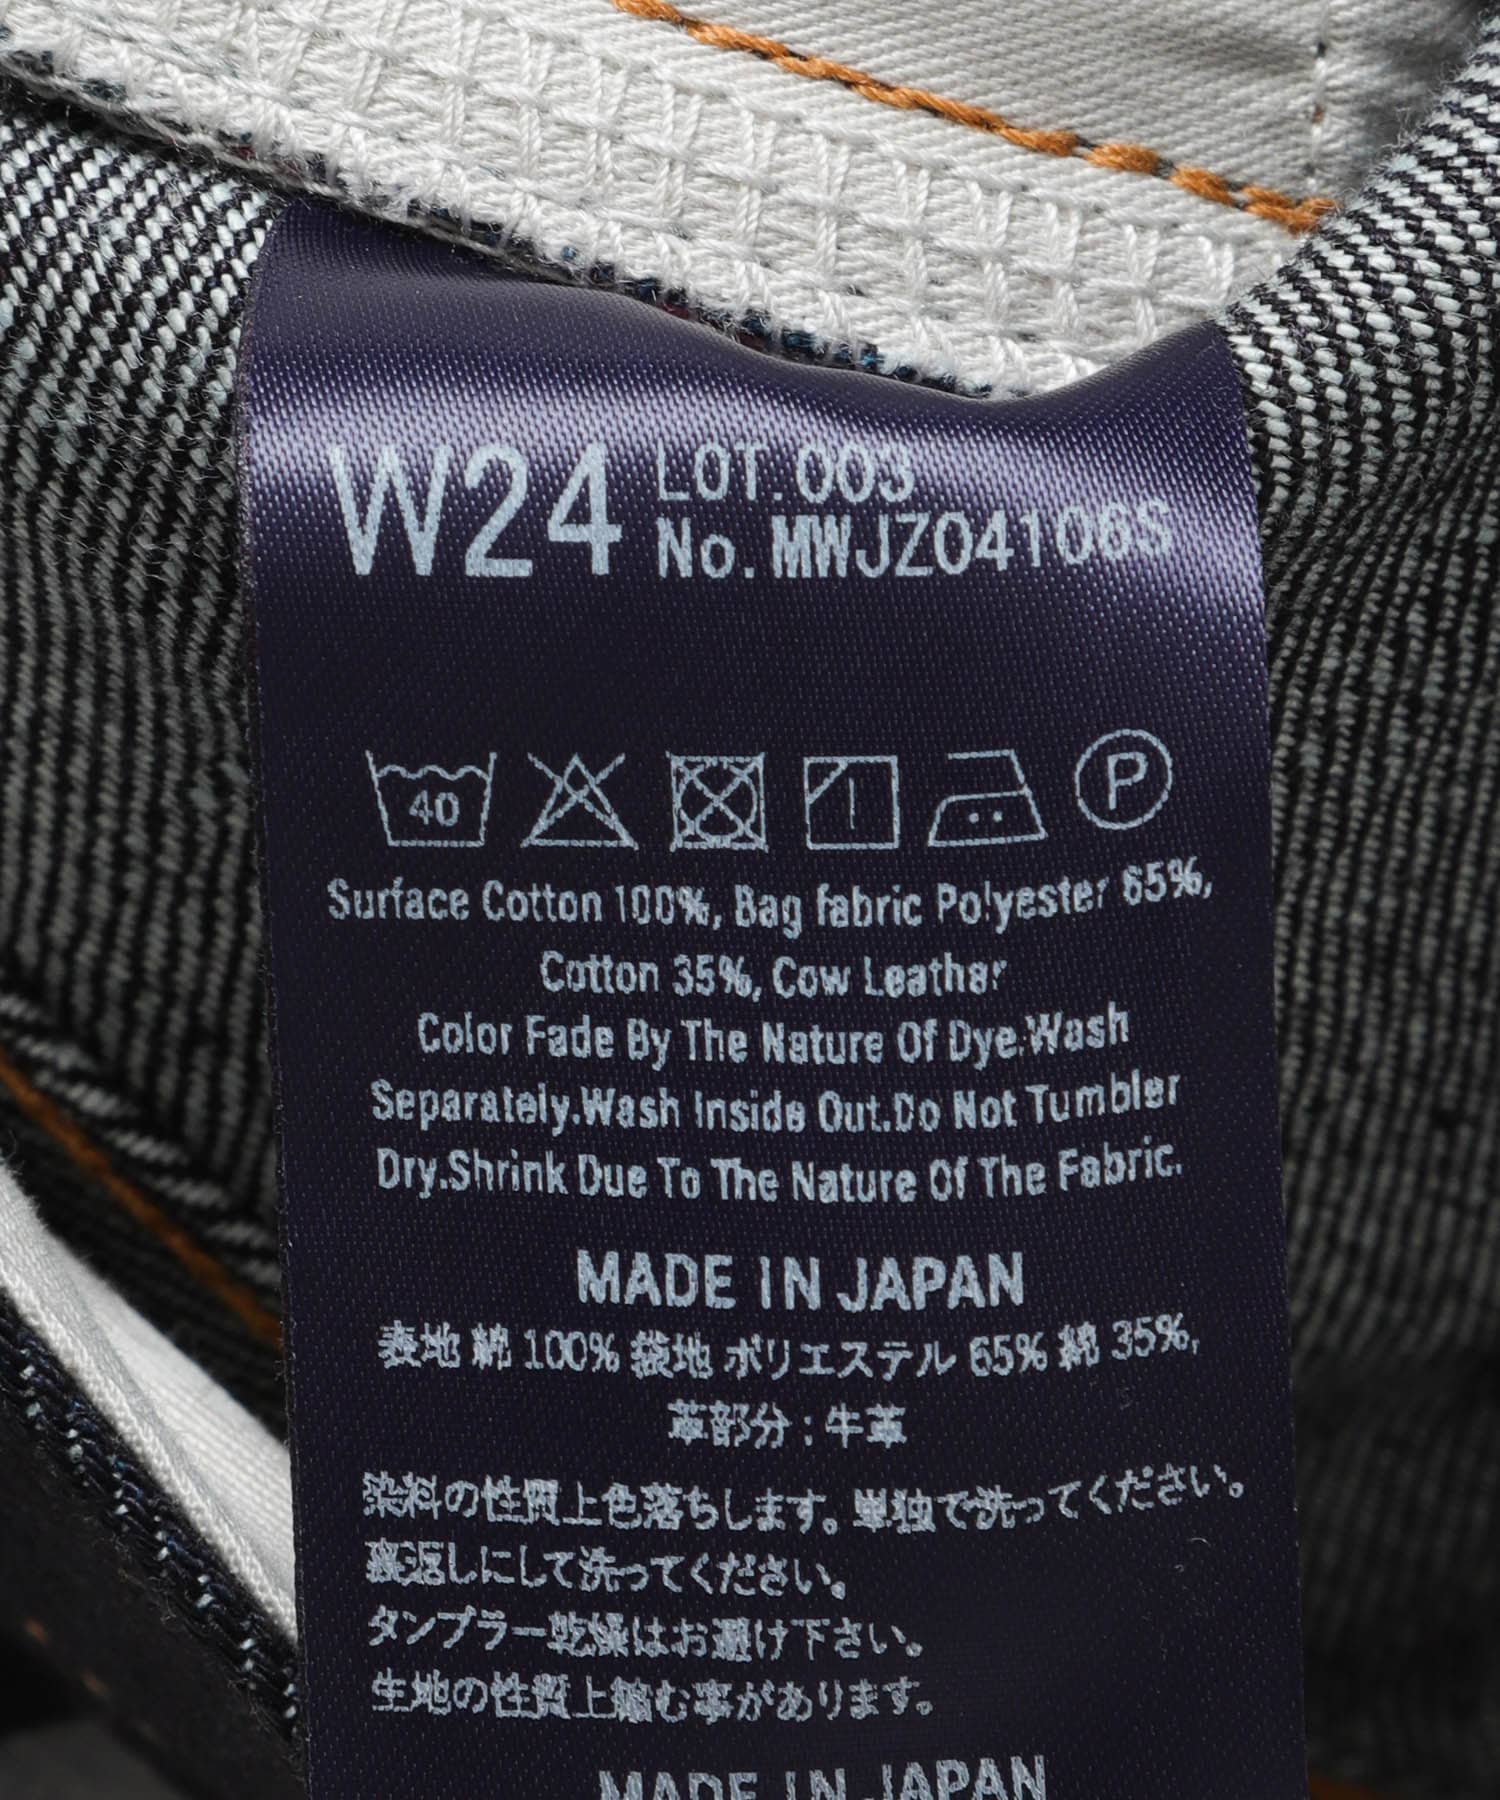 W24
LOT.003
No. MWJZ04106S
40
P
Surface Cotton 100%, Bag fabric Polyester 65%,
Cotton 35%, Cow Leather
Color Fade By The Nature Of Dye.Wash
Separately.Wash Inside Out.Do Not Tumbler
Dry.Shrink Due To The Nature Of The Fabric.
MADE IN JAPAN
表地 綿 100% 袋地 ポリエステル 65% 綿 35%,
革部分 : 牛革
染料の性質上色落ちします。単独で洗ってください。
裏返しにして洗ってください。
タンブラー乾燥はお避け下さい。
生地の性質上縮む事があります。
MADE IN JAPAN